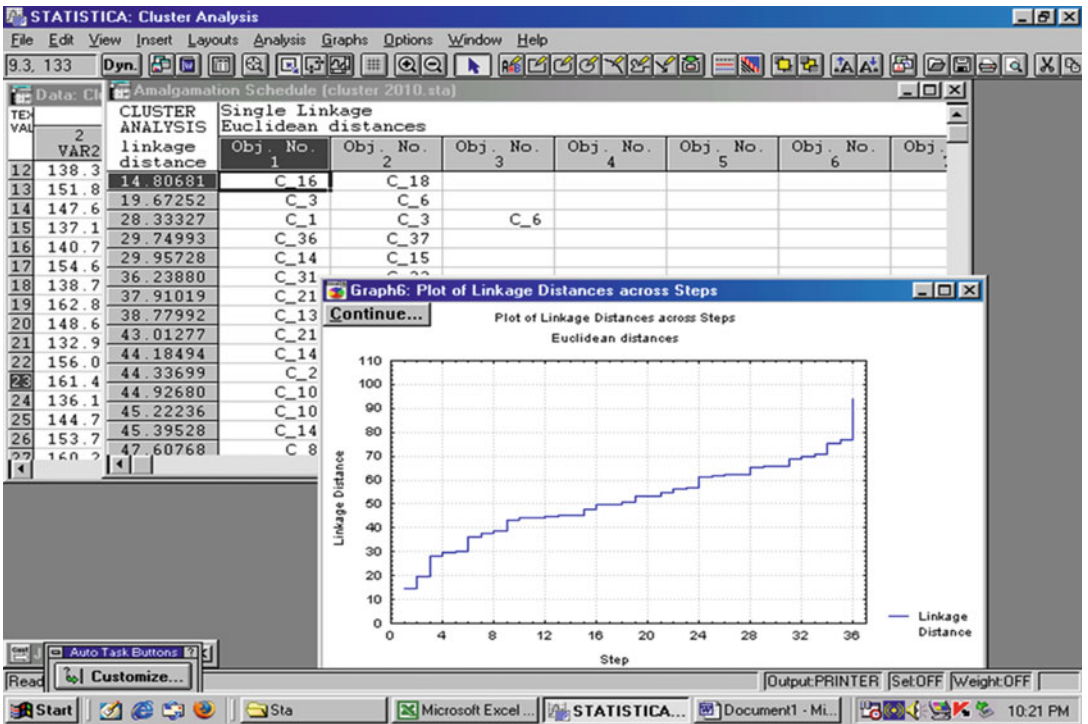 STATISTICA: Cluster Analysis
File Edit View Insert Layouts Analysis Graphs Options Window Help
9.3, 133 Dyn.
Data: Cl
Amalgamation Schedule (cluster 2010.sta)
TEX
VAL
2
VAR2
12 138.3
13 151.8
14 147.6
15 137.1
16 140.7
17 154.6
18 138.7
19 162.8
20 148.6
21 132.9
22 156.0
23 161.4
24 136.1
25 144.7
26 153.7
27 160.2
CLUSTER ANALYSIS Single Linkage
Euclidean distances
linkage distance Obj. No. 1 Obj. No. 2 Obj. No. 3 Obj. No. 4 Obj. No. 5 Obj. No. 6 Obj.
14.80681 C_16 C_18
19.67252 C_3 C_6
28.33327 C_1 C_3 C_6
29.74993 C_36 C_37
29.95728 C_14 C_15
36.23880 C_31
37.91019 C_21
38.77992 C_13
43.01277 C_21
44.18494 C_14
44.33699 C_2
44.92680 C_10
45.22236 C_10
45.39528 C_14
47.60768 C_8
Graph6: Plot of Linkage Distances across Steps
Continue...
Plot of Linkage Distances across Steps
Euclidean distances
110
100
90
80
70
60
50
40
30
20
10
0
Linkage Distance
0 4 8 12 16 20 24 28 32 36
Step
Linkage Distance
Auto Task Buttons
Customize...
Read
Output:PRINTER Sel:OFF Weight:OFF
Start Sta Microsoft Excel ... STATISTICA... Document1 - Mi... 10:21 PM